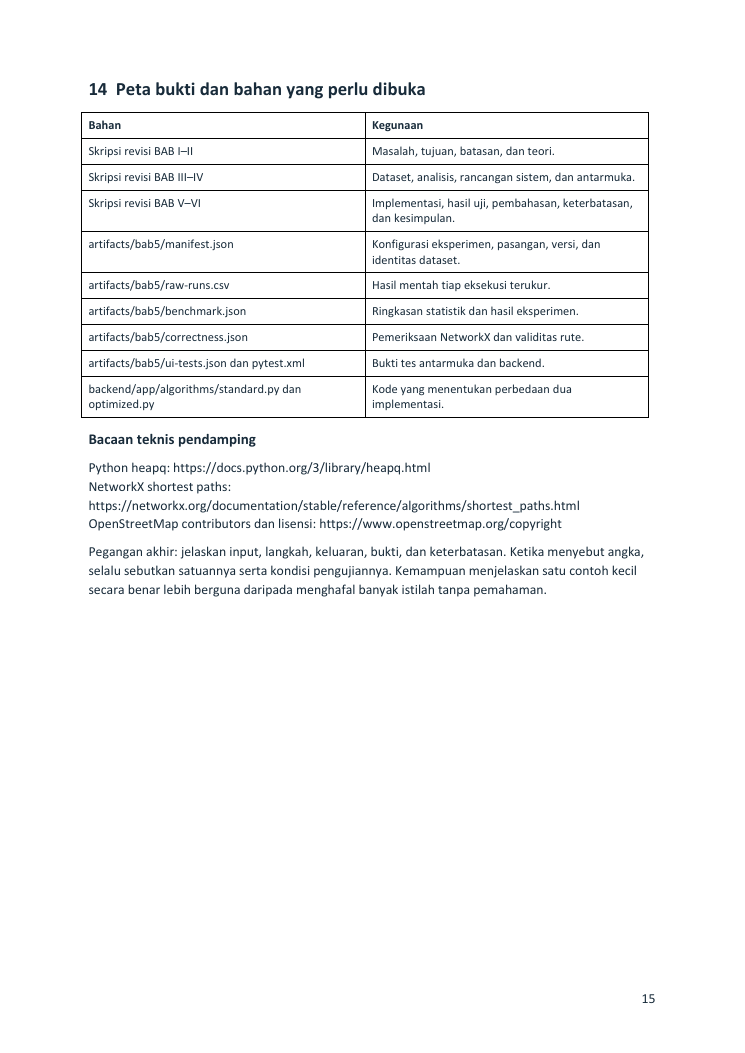 14 Peta bukti dan bahan yang perlu dibuka
Bahan
Kegunaan
Skripsi revisi BAB I–II
Masalah, tujuan, batasan, dan teori.
Skripsi revisi BAB III–IV
Dataset, analisis, rancangan sistem, dan antarmuka.
Skripsi revisi BAB V–VI
Implementasi, hasil uji, pembahasan, keterbatasan,
dan kesimpulan.
artifacts/bab5/manifest.json
Konfigurasi eksperimen, pasangan, versi, dan
identitas dataset.
artifacts/bab5/raw-runs.csv
Hasil mentah tiap eksekusi terukur.
artifacts/bab5/benchmark.json
Ringkasan statistik dan hasil eksperimen.
artifacts/bab5/correctness.json
Pemeriksaan NetworkX dan validitas rute.
artifacts/bab5/ui-tests.json dan pytest.xml
Bukti tes antarmuka dan backend.
backend/app/algorithms/standard.py dan
optimized.py
Kode yang menentukan perbedaan dua
implementasi.
Bacaan teknis pendamping
Python heapq: https://docs.python.org/3/library/heapq.html
NetworkX shortest paths:
https://networkx.org/documentation/stable/reference/algorithms/shortest_paths.html
OpenStreetMap contributors dan lisensi: https://www.openstreetmap.org/copyright
Pegangan akhir: jelaskan input, langkah, keluaran, bukti, dan keterbatasan. Ketika menyebut angka,
selalu sebutkan satuannya serta kondisi pengujiannya. Kemampuan menjelaskan satu contoh kecil
secara benar lebih berguna daripada menghafal banyak istilah tanpa pemahaman.
15